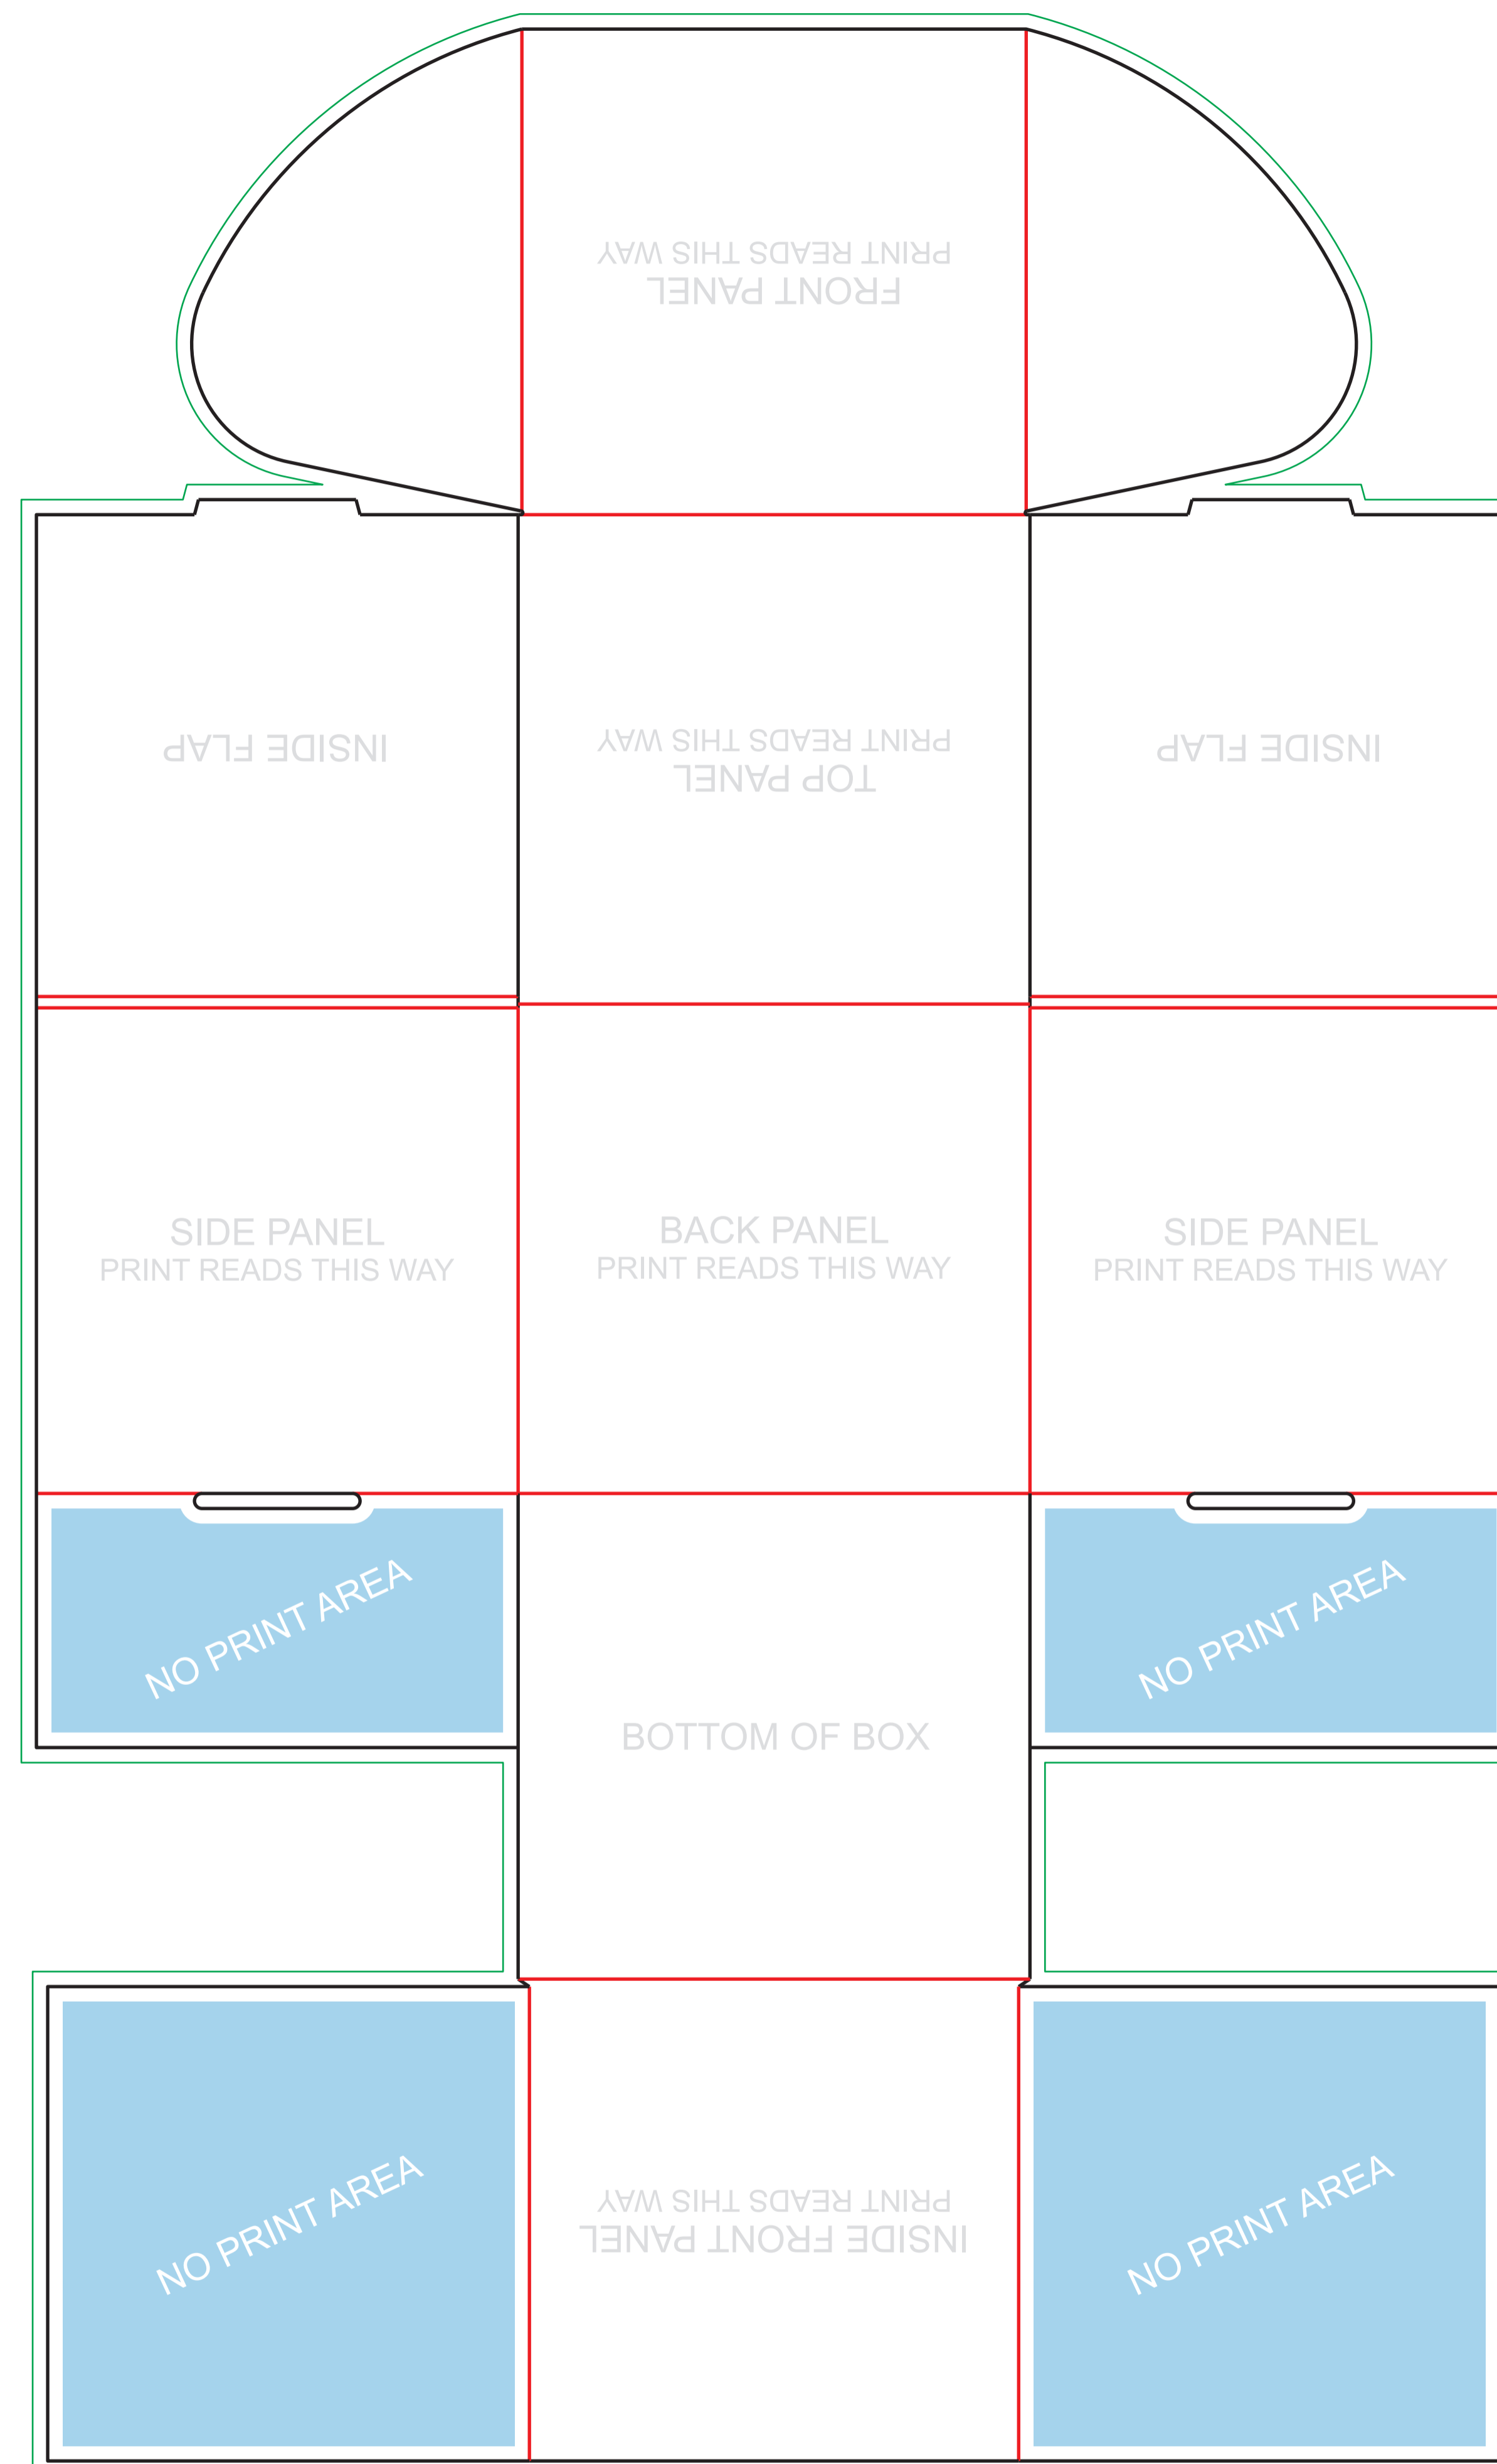 FRONT PANEL
PRINT READS THIS WAY
INSIDE FLAP
TOP PANEL
PRINT READS THIS WAY
INSIDE FLAP
SIDE PANEL
PRINT READS THIS WAY
BACK PANEL
PRINT READS THIS WAY
SIDE PANEL
PRINT READS THIS WAY
NO PRINT AREA
NO PRINT AREA
BOTTOM OF BOX
NO PRINT AREA
INSIDE FRONT PANEL
PRINT READS THIS WAY
NO PRINT AREA